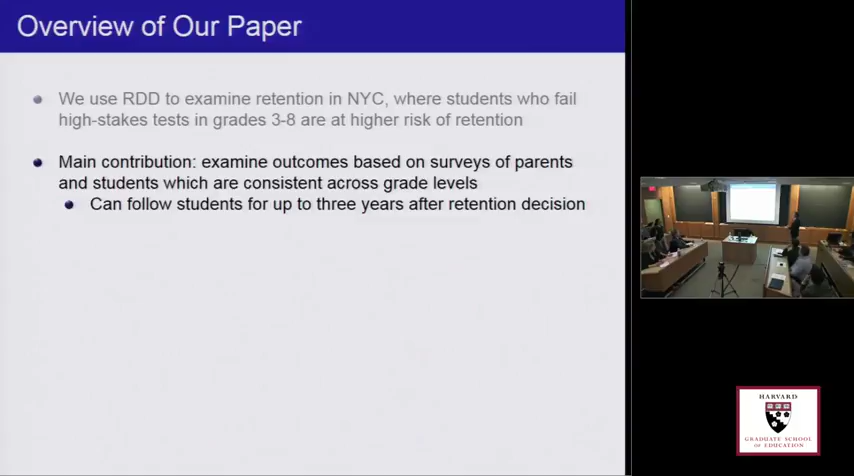 Overview of Our Paper
We use RDD to examine retention in NYC, where students who fail
high-stakes tests in grades 3-8 are at higher risk of retention
Main contribution: examine outcomes based on surveys of parents
and students which are consistent across grade levels
Can follow students for up to three years after retention decision
HARVARD
GRADUATE SCHOOL
OF EDUCATION